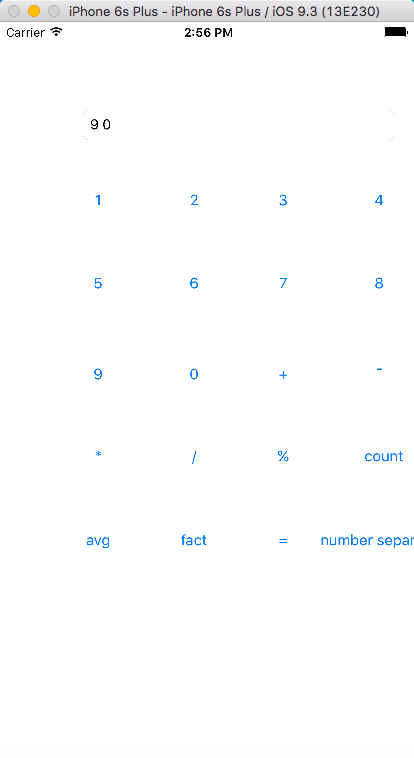 iPhone 6s Plus - iPhone 6s Plus / iOS 9.3 (13E230)
Carrier 2:56 PM
9 0
1 2 3 4
5 6 7 8
9 0 + -
* / % count
avg fact = number separ